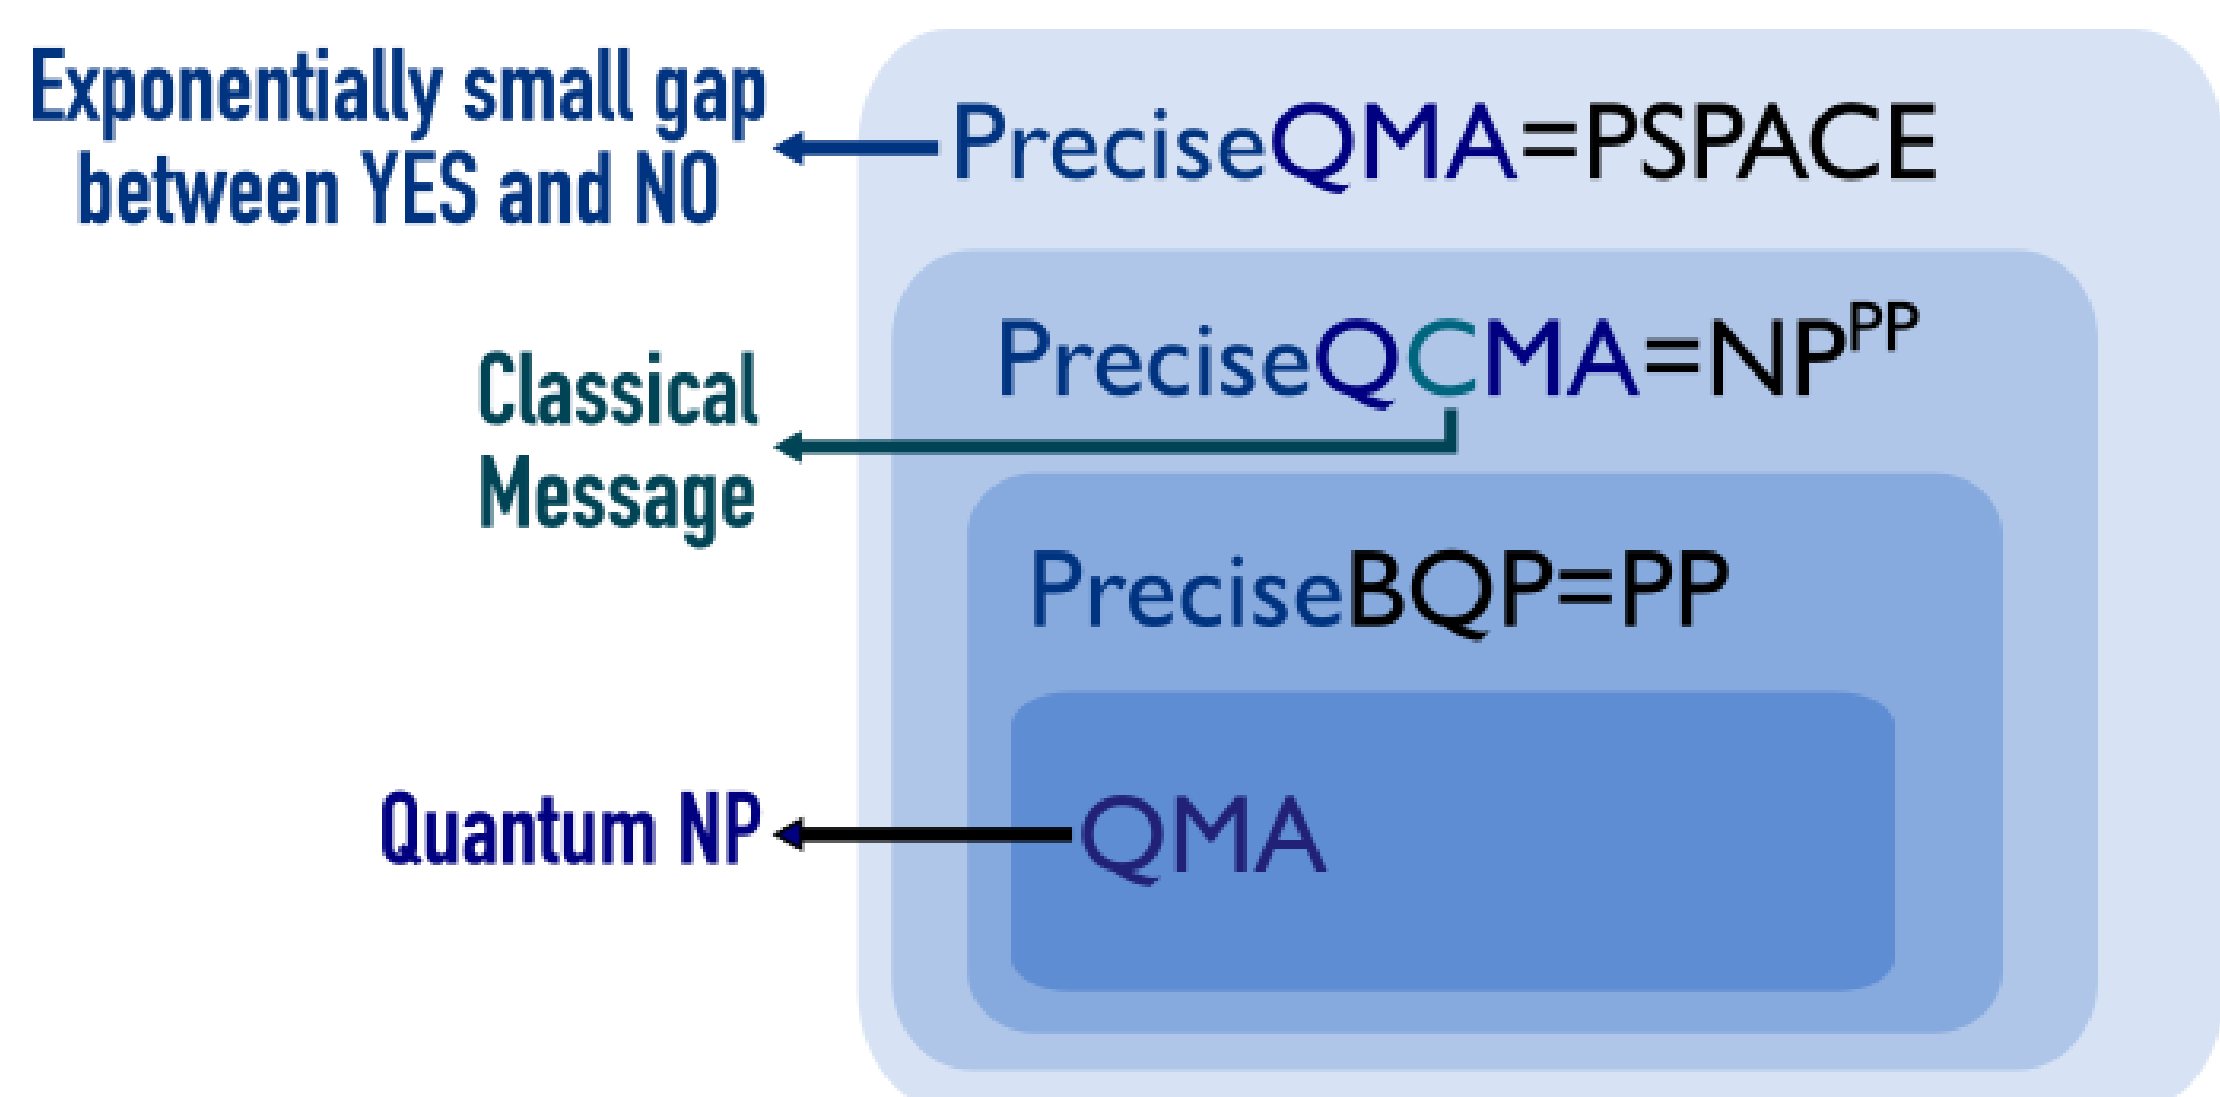 Exponentially small gap
between YES and NO
PreciseQMA=PSPACE
Classical
Message
PreciseQCMA=NP^PP
PreciseBQP=PP
Quantum NP
QMA